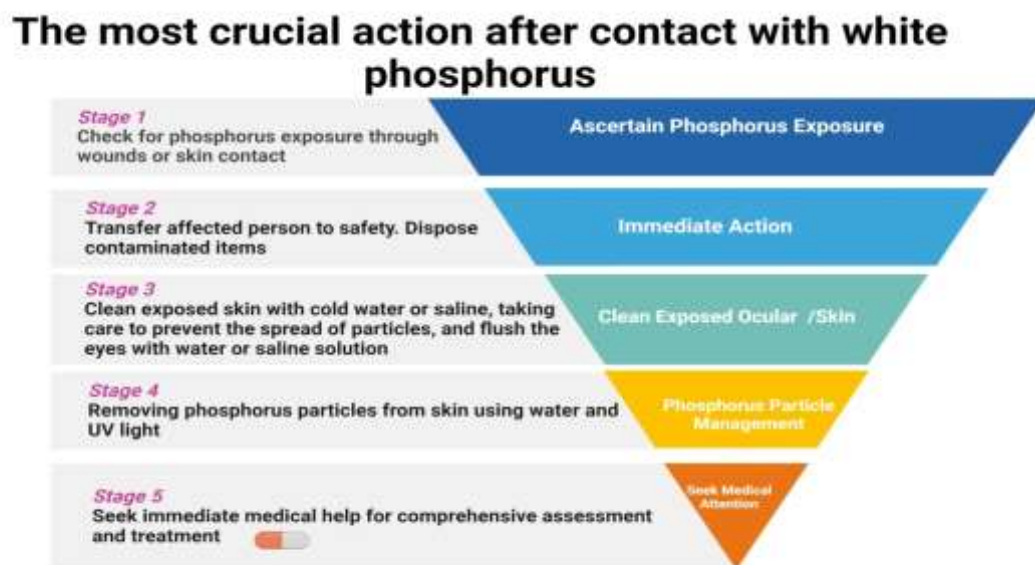 The most crucial action after contact with white
phosphorus
Stage 1
Check for phosphorus exposure through
wounds or skin contact
Ascertain Phosphorus Exposure
Stage 2
Transfer affected person to safety. Dispose
contaminated items
Immediate Action
Stage 3
Clean exposed skin with cold water or saline, taking
care to prevent the spread of particles, and flush the
eyes with water or saline solution
Clean Exposed Ocular /Skin
Stage 4
Removing phosphorus particles from skin using water and
UV light
Phosphorus Particle
Management
Stage 5
Seek immediate medical help for comprehensive assessment
and treatment
Seek Medical
Attention